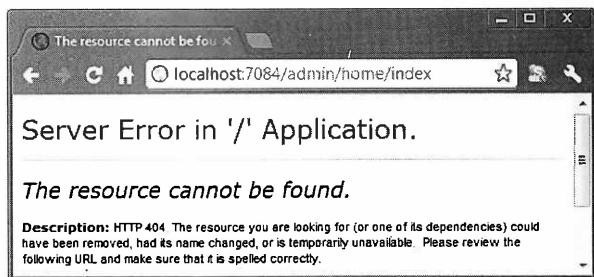 The resource cannot be fou
localhost:7084/admin/home/index
Server Error in '/' Application.
The resource cannot be found.
Description: HTTP 404. The resource you are looking for (or one of its dependencies) could
have been removed, had its name changed, or is temporarily unavailable. Please review the
following URL and make sure that it is spelled correctly.